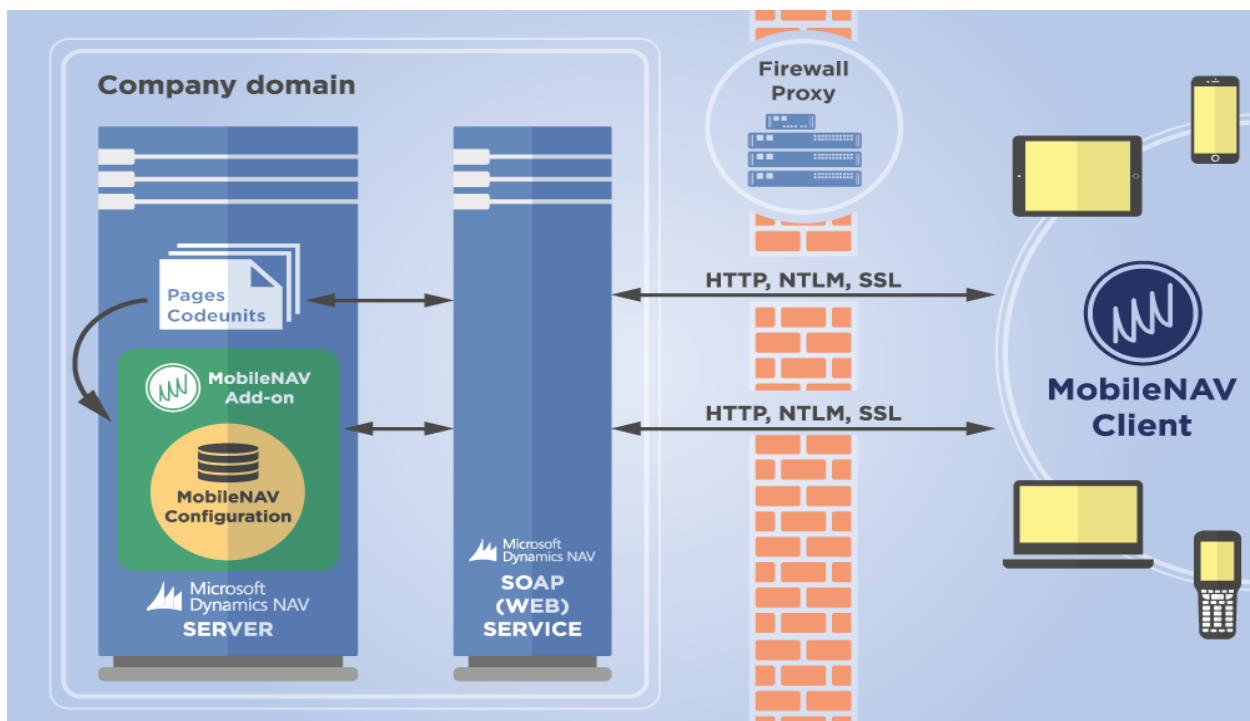 Company domain
Pages
Codeunits
MobileNAV
Add-on
MobileNAV
Configuration
Microsoft
Dynamics NAV
SERVER
Microsoft
Dynamics NAV
SOAP
(WEB)
SERVICE
Firewall
Proxy
HTTP, NTLM, SSL
HTTP, NTLM, SSL
MobileNAV
Client